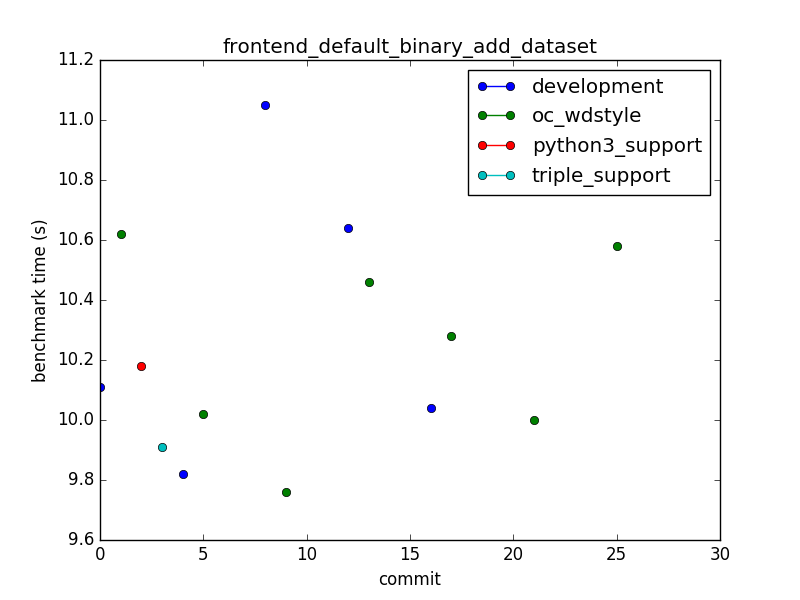 frontend_default_binary_add_dataset
development
oc_wdstyle
python3_support
triple_support
benchmark time (s)
11.2
11.0
10.8
10.6
10.4
10.2
10.0
9.8
9.6
0 5 10 15 20 25 30
commit